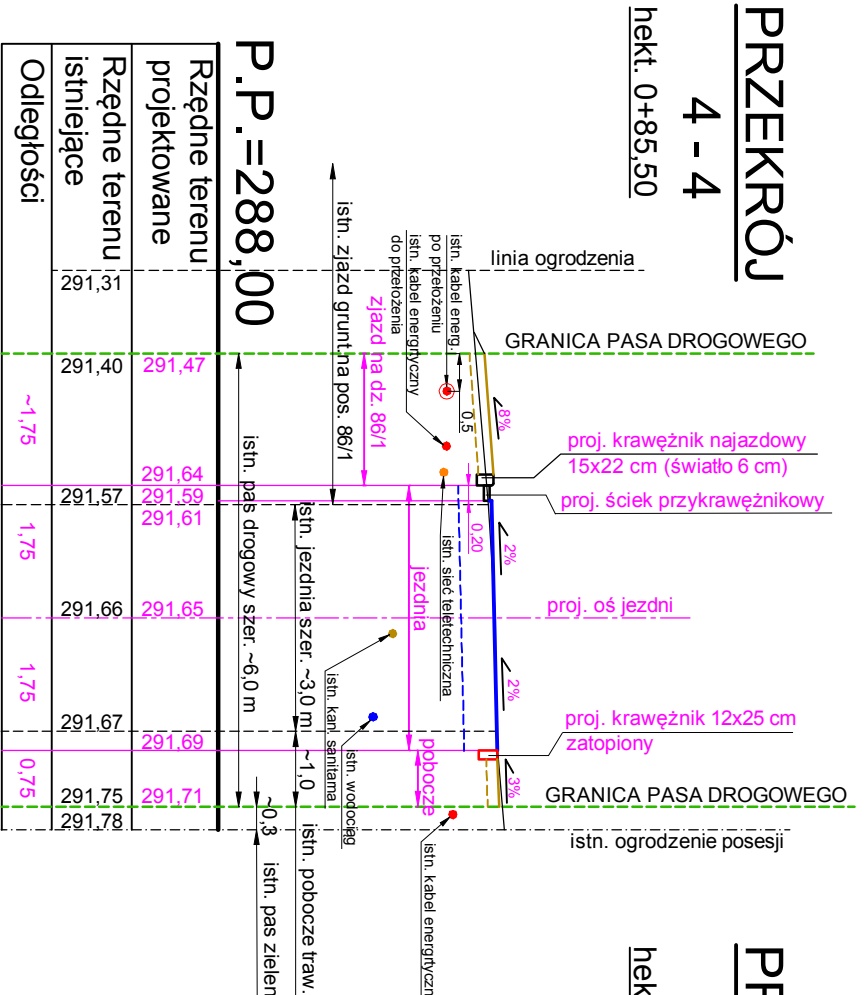 PRZEKRÓJ
4 - 4
hekt. 0+85,50
linia ogrodzenia
GRANICA PASA DROGOWEGO
proj. krawężnik najazdowy
15x22 cm (światło 6 cm)
proj. ściek przykrawężnikowy
proj. oś jezdni
proj. krawężnik 12x25 cm
zatopiony
GRANICA PASA DROGOWEGO
istn. ogrodzenie posesji
8%
2%
2%
3%
istn. kabel energ.
po przełożeniu
0,5
istn. kabel energrtyczny
do przełożenia
0,20
istn. sieć teletechniczna
zjazd na dz. 86/1
jezdnia
pobocze
istn. zjazd grunt.na pos. 86/1
istn. jezdnia szer. ~3,0 m
~1,0
istn. pobocze traw.
istn. kan. sanitarna
istn. wodociąg
istn. kabel energrtyczn
istn. pas drogowy szer. ~6,0 m
~0,3
istn. pas zielen
P.P.=288,00
Rzędne terenu
projektowane
291,47
291,64
291,59
291,61
291,65
291,69
291,71
Rzędne terenu
istniejące
291,31
291,40
291,57
291,66
291,67
291,75
291,78
Odległości
~1,75
1,75
1,75
0,75
hek